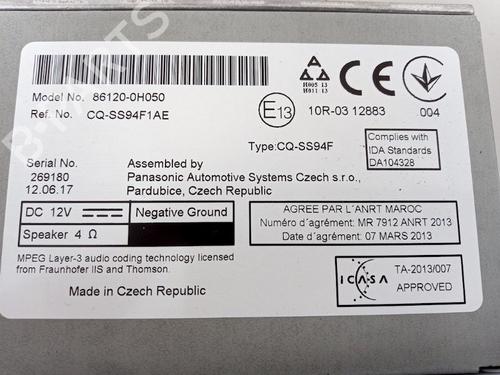 H005 13
H011 13
CE
Model No. 86120-0H050
Ref. No. CQ-SS94F1AE
E13
10R-03 12883
.004
Type:CQ-SS94F
Complies with
IDA Standards
DA104328
Serial No.
269180
12.06.17
Assembled by
Panasonic Automotive Systems Czech s.r.o.,
Pardubice, Czech Republic
DC 12V
Negative Ground
Speaker 4 Ω
AGREE PAR L'ANRT MAROC
Numéro d'agrément: MR 7912 ANRT 2013
Date d'agrément: 07 MARS 2013
MPEG Layer-3 audio coding technology licensed
from Fraunhofer IIS and Thomson.
Made in Czech Republic
ICASA
TA-2013/007
APPROVED
B-PARTS